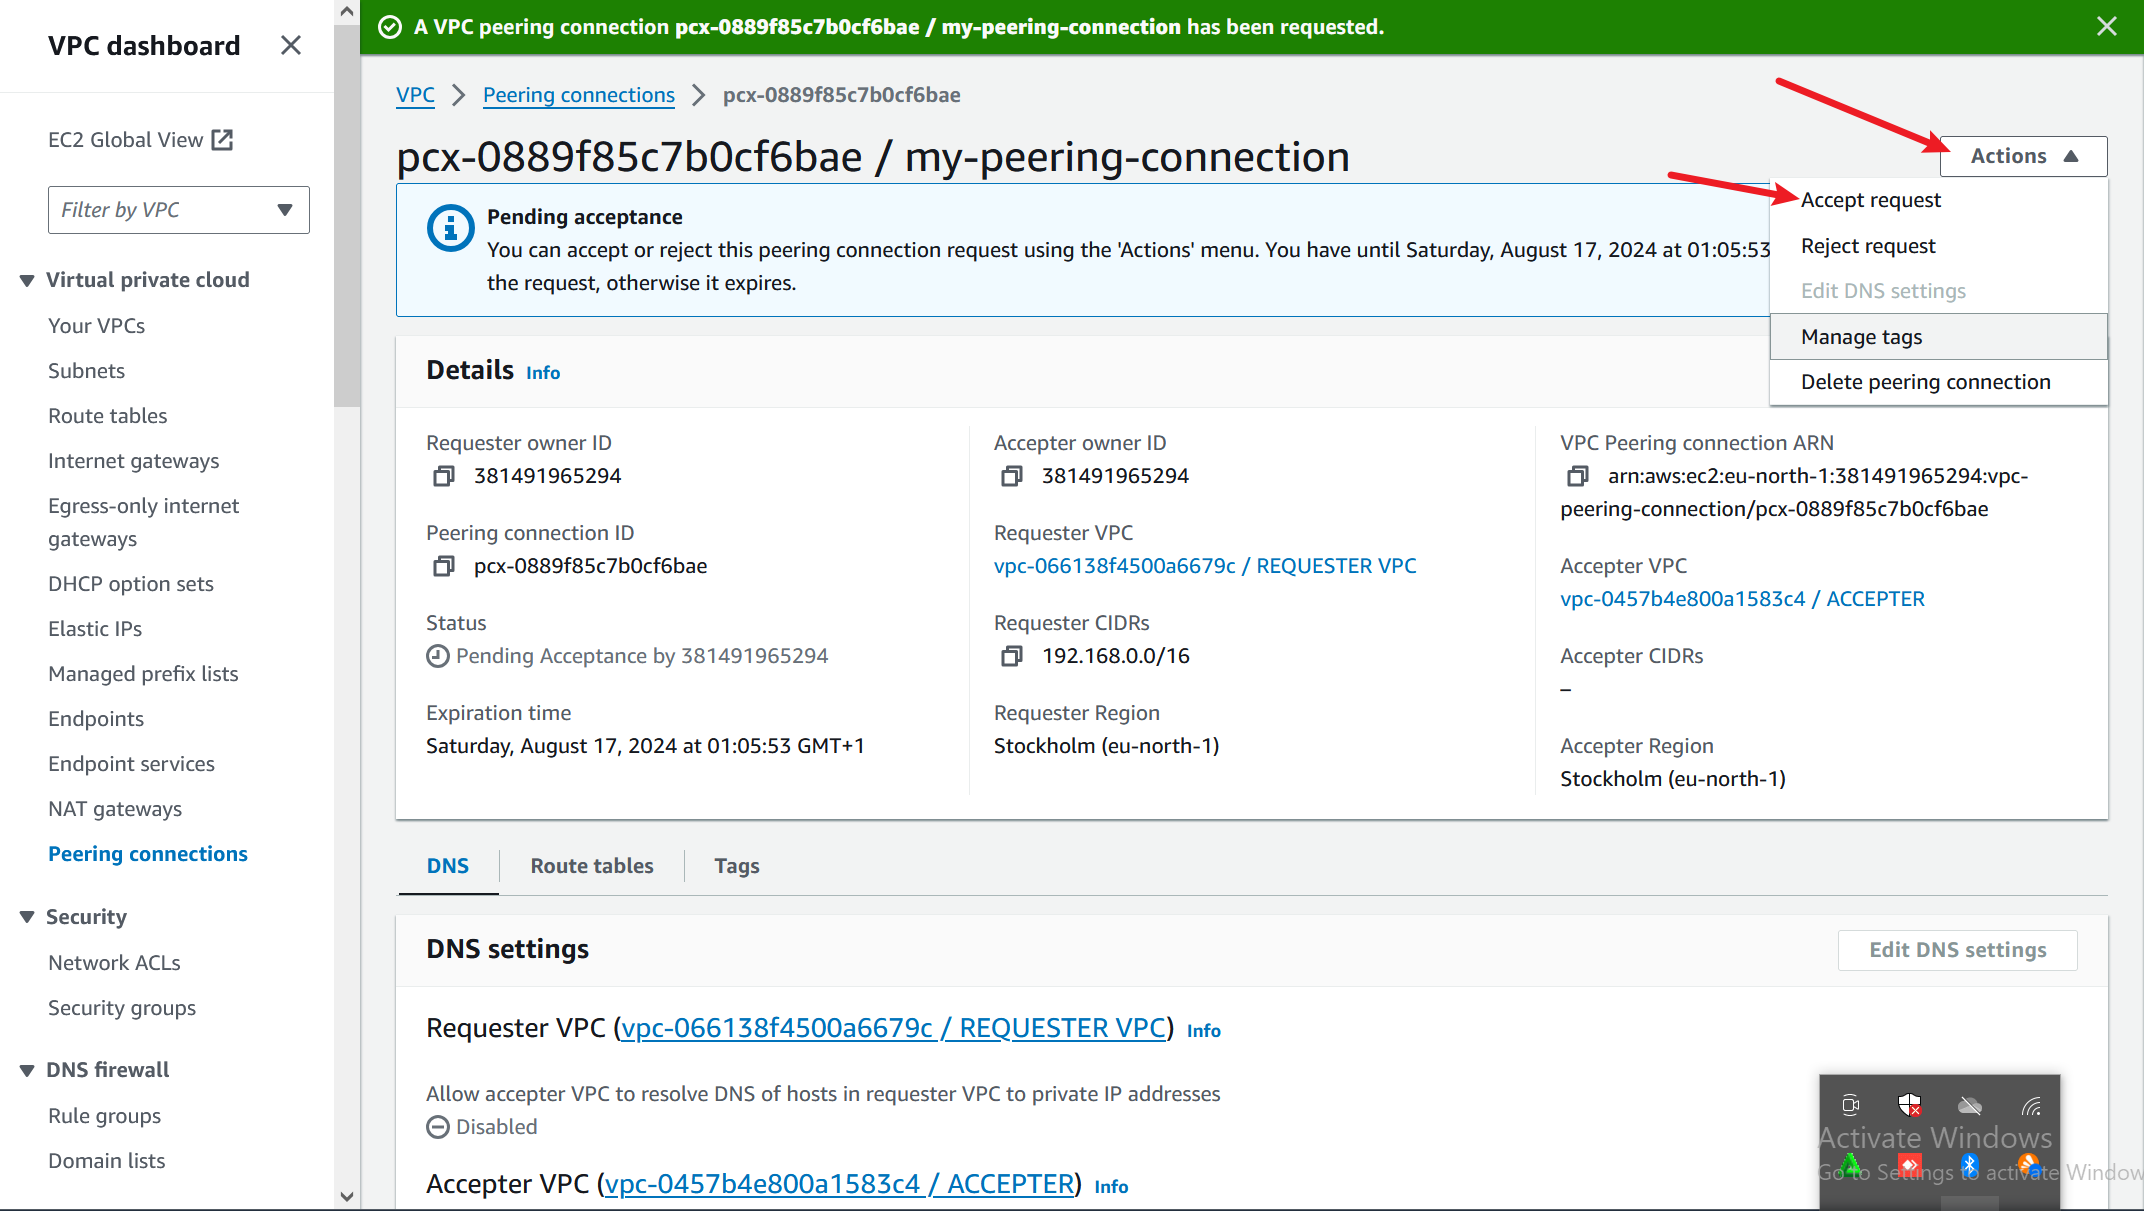 A VPC peering connection pcx-0889f85c7b0cf6bae / my-peering-connection has been requested.
VPC dashboard
EC2 Global View
Filter by VPC
Virtual private cloud
Your VPCs
Subnets
Route tables
Internet gateways
Egress-only internet
gateways
DHCP option sets
Elastic IPs
Managed prefix lists
Endpoints
Endpoint services
NAT gateways
Peering connections
Security
Network ACLs
Security groups
DNS firewall
Rule groups
Domain lists
VPC
Peering connections
pcx-0889f85c7b0cf6bae
pcx-0889f85c7b0cf6bae / my-peering-connection
Actions
Accept request
Reject request
Edit DNS settings
Manage tags
Delete peering connection
Pending acceptance
You can accept or reject this peering connection request using the 'Actions' menu. You have until Saturday, August 17, 2024 at 01:05:53
the request, otherwise it expires.
Details Info
Requester owner ID
381491965294
Peering connection ID
pcx-0889f85c7b0cf6bae
Status
Pending Acceptance by 381491965294
Expiration time
Saturday, August 17, 2024 at 01:05:53 GMT+1
Accepter owner ID
381491965294
Requester VPC
vpc-066138f4500a6679c / REQUESTER VPC
Requester CIDRs
192.168.0.0/16
Requester Region
Stockholm (eu-north-1)
VPC Peering connection ARN
arn:aws:ec2:eu-north-1:381491965294:vpc-
peering-connection/pcx-0889f85c7b0cf6bae
Accepter VPC
vpc-0457b4e800a1583c4 / ACCEPTER
Accepter CIDRs
–
Accepter Region
Stockholm (eu-north-1)
DNS
Route tables
Tags
DNS settings
Edit DNS settings
Requester VPC (vpc-066138f4500a6679c / REQUESTER VPC) Info
Allow accepter VPC to resolve DNS of hosts in requester VPC to private IP addresses
Disabled
Accepter VPC (vpc-0457b4e800a1583c4 / ACCEPTER) Info
Activate Windows
Go to Settings to activate Window